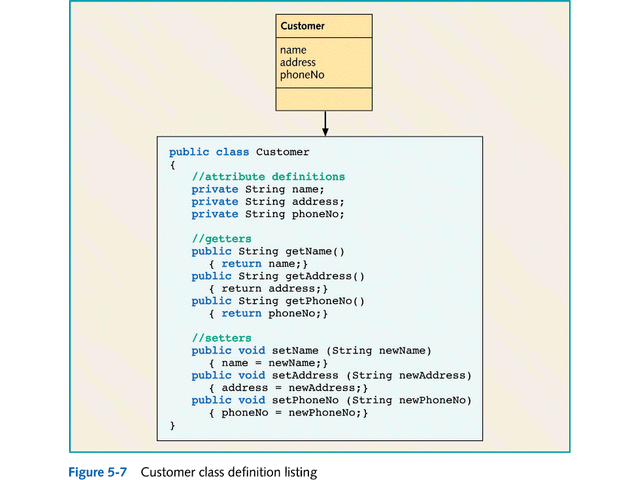 Customer
name
address
phoneNo
public class Customer
{
//attribute definitions
private String name;
private String address;
private String phoneNo;
//getters
public String getName()
{ return name;}
public String getAddress()
{ return address;}
public String getPhoneNo()
{ return phoneNo;}
//setters
public void setName (String newName)
{ name = newName;}
public void setAddress (String newAddress)
{ address = newAddress;}
public void setPhoneNo (String newPhoneNo)
{ phoneNo = newPhoneNo;}
}
Figure 5-7 Customer class definition listing